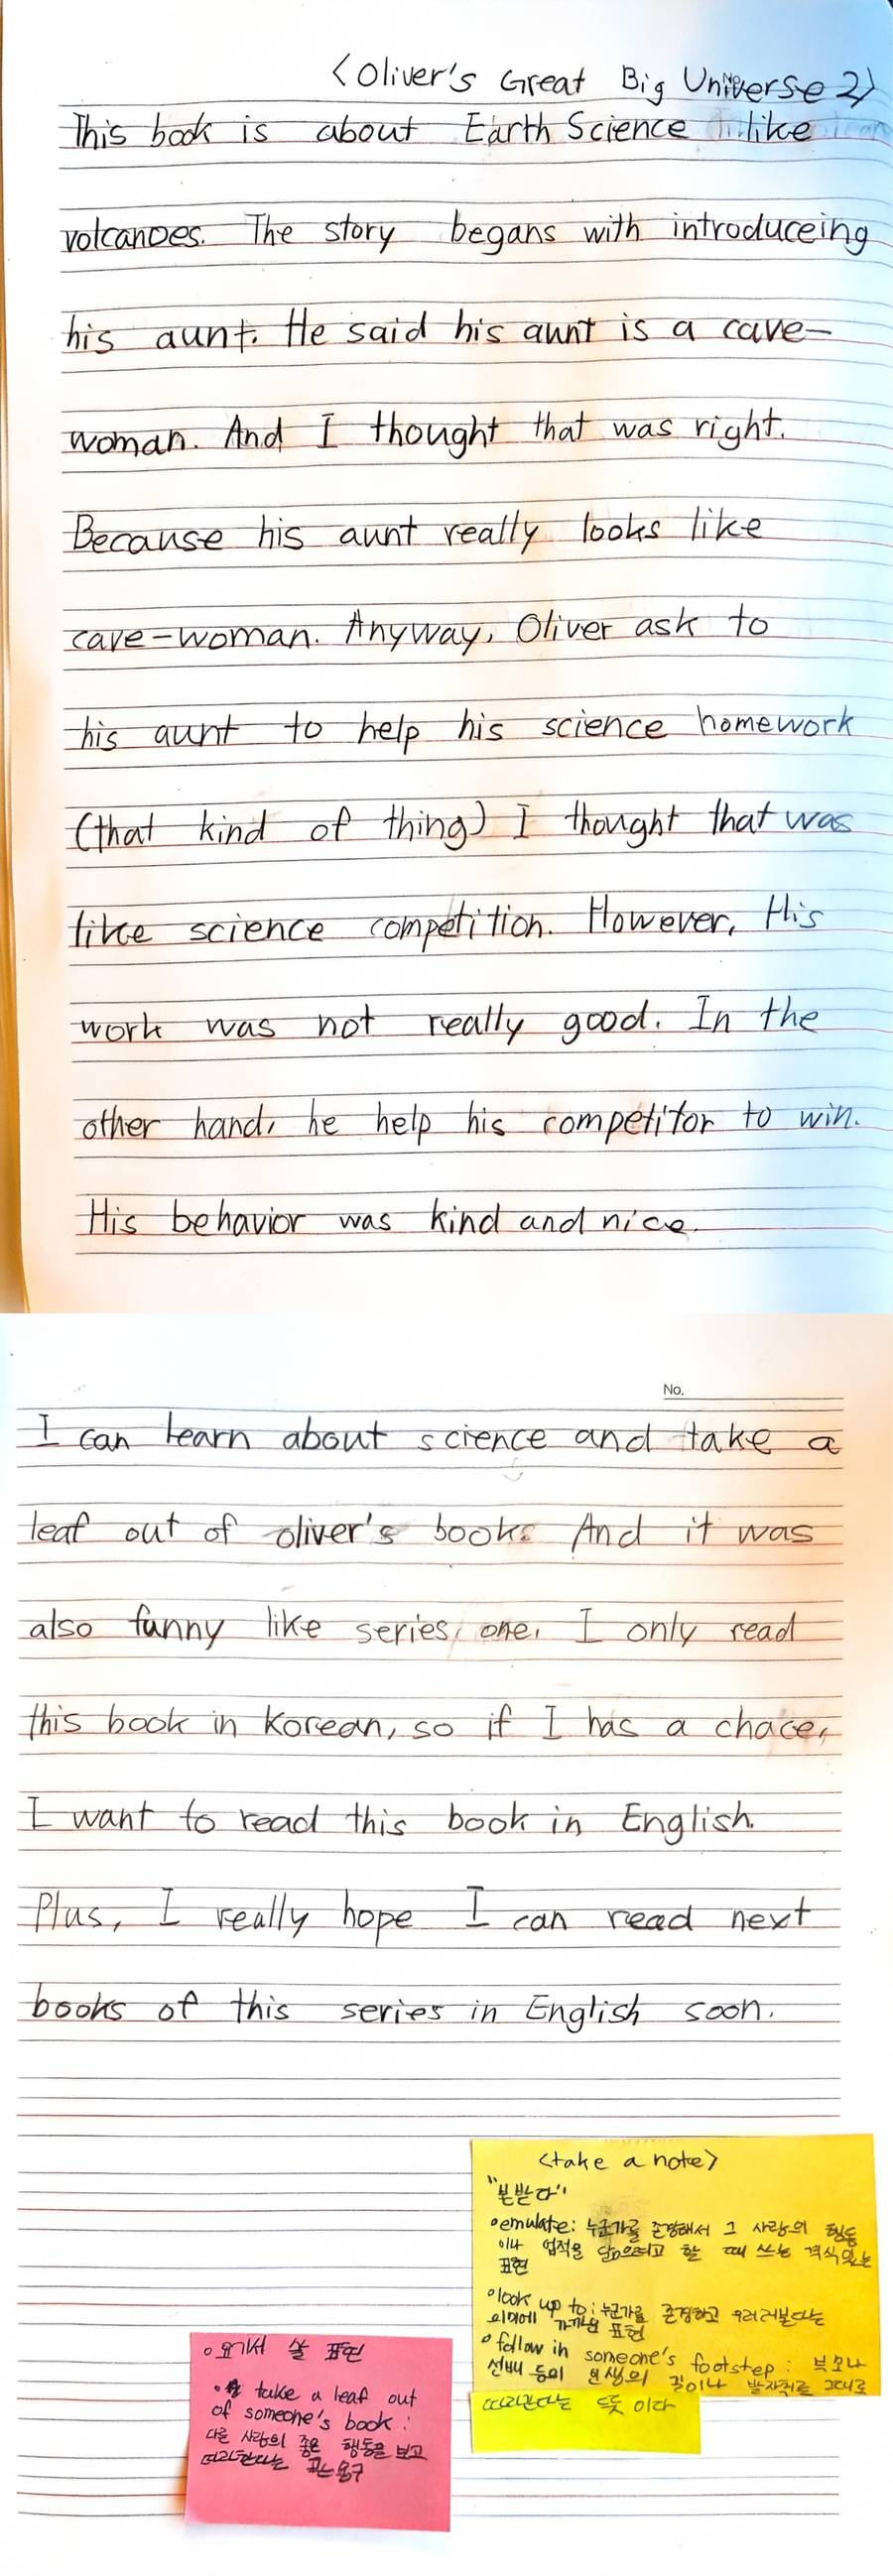 <Oliver's Great Big Universe 2>
This book is about Earth Science like
volcanoes. The story begans with introduceing
his aunt. He said his aunt is a cave-
woman. And I thought that was right.
Because his aunt really looks like
cave-woman. Anyway, Oliver ask to
his aunt to help his science homework
(that kind of thing) I thought that was
like science competition. However, His
work was not really good. In the
other hand, he help his competitor to win.
His behavior was kind and nice.
No.
I can learn about science and take a
leaf out of oliver's books. And it was
also funny like series one. I only read
this book in Korean, so if I has a chace,
I want to read this book in English.
Plus, I really hope I can read next
books of this series in English soon.
<take a note>
"본받다"
•emulate: 누군가를 존경해서 그 사람의 행동
이나 업적을 닮으려고 할 때 쓰는 격식있는
표현
•look up to: 누군가를 존경하고 우러러본다는
의미에 가까운 표현
•follow in someone's footstep: 부모나
선배 등의 인생의 길이나 발자취를 그대로
따라간다는 뜻이다
•여기서 쓸 표현
• take a leaf out
of someone's book:
다른 사람의 좋은 행동을 보고
따라한다는